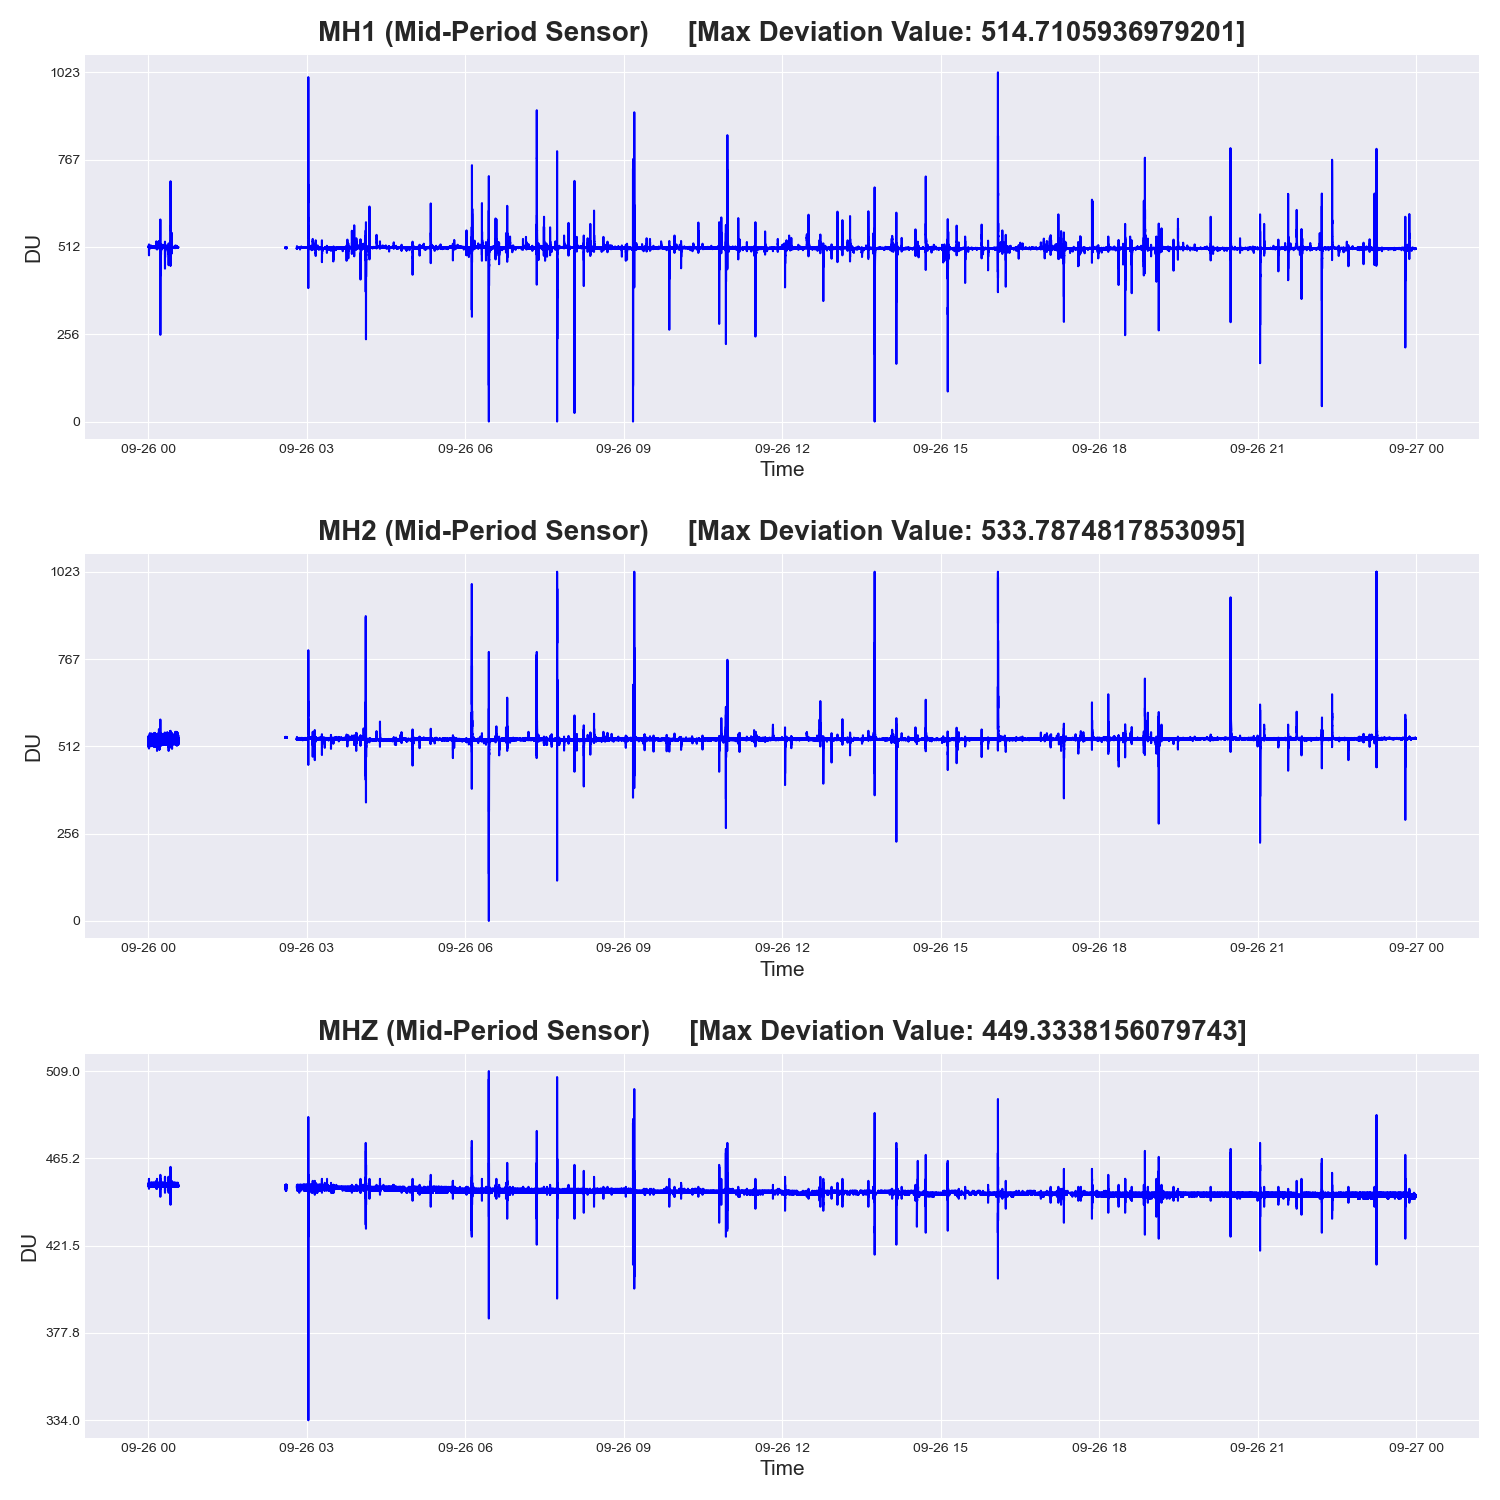 MH1 (Mid-Period Sensor) [Max Deviation Value: 514.7105936979201]
1023
767
512
256
0
DU
09-26 00 09-26 03 09-26 06 09-26 09 09-26 12 09-26 15 09-26 18 09-26 21 09-27 00
Time
MH2 (Mid-Period Sensor) [Max Deviation Value: 533.7874817853095]
1023
767
512
256
0
DU
09-26 00 09-26 03 09-26 06 09-26 09 09-26 12 09-26 15 09-26 18 09-26 21 09-27 00
Time
MHZ (Mid-Period Sensor) [Max Deviation Value: 449.3338156079743]
509.0
465.2
421.5
377.8
334.0
DU
09-26 00 09-26 03 09-26 06 09-26 09 09-26 12 09-26 15 09-26 18 09-26 21 09-27 00
Time